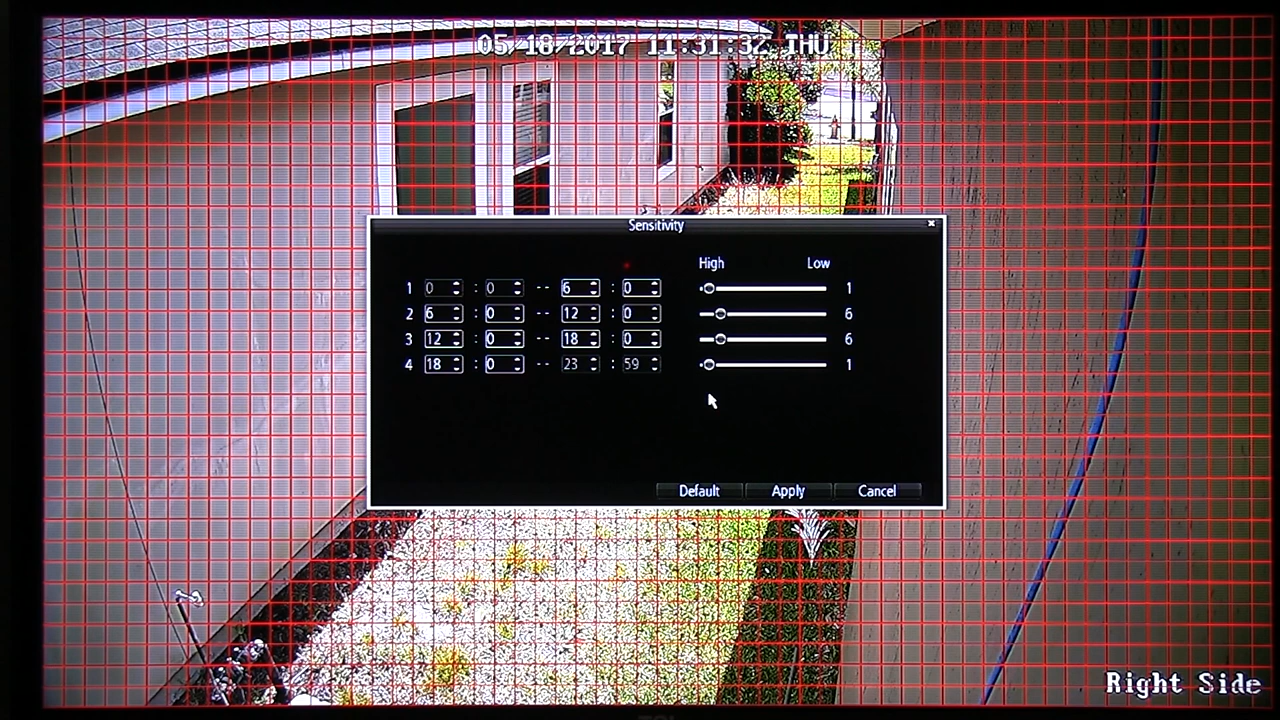 05/18/2017 11:31:32 THU
Sensitivity
High Low
1 0 : 0 -- 6 : 0 1
2 6 : 0 -- 12 : 0 6
3 12 : 0 -- 18 : 0 6
4 18 : 0 -- 23 : 59 1
Default Apply Cancel
Right Side